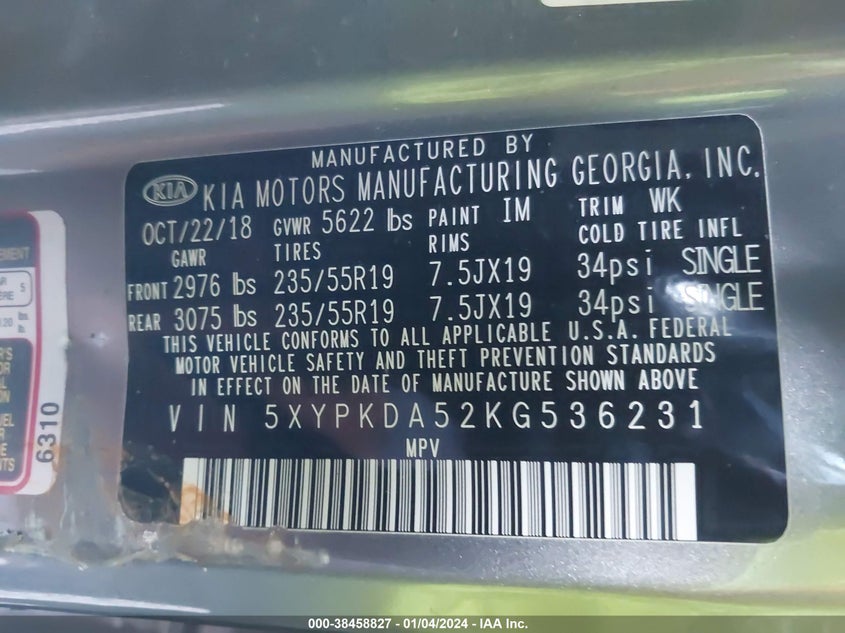 MANUFACTURED BY
KIA KIA MOTORS MANUFACTURING GEORGIA, INC.
OCT/22/18 GVWR 5622 lbs PAINT IM TRIM WK
GAWR TIRES RIMS COLD TIRE INFL
FRONT 2976 lbs 235/55R19 7.5JX19 34psi SINGLE
REAR 3075 lbs 235/55R19 7.5JX19 34psi SINGLE
THIS VEHICLE CONFORMS TO ALL APPLICABLE U.S.A. FEDERAL
MOTOR VEHICLE SAFETY AND THEFT PREVENTION STANDARDS
IN EFFECT ON THE DATE OF MANUFACTURE SHOWN ABOVE
VIN 5XYPKDA52KG536231
MPV
6310
000-38458827 - 01/04/2024 - IAA Inc.